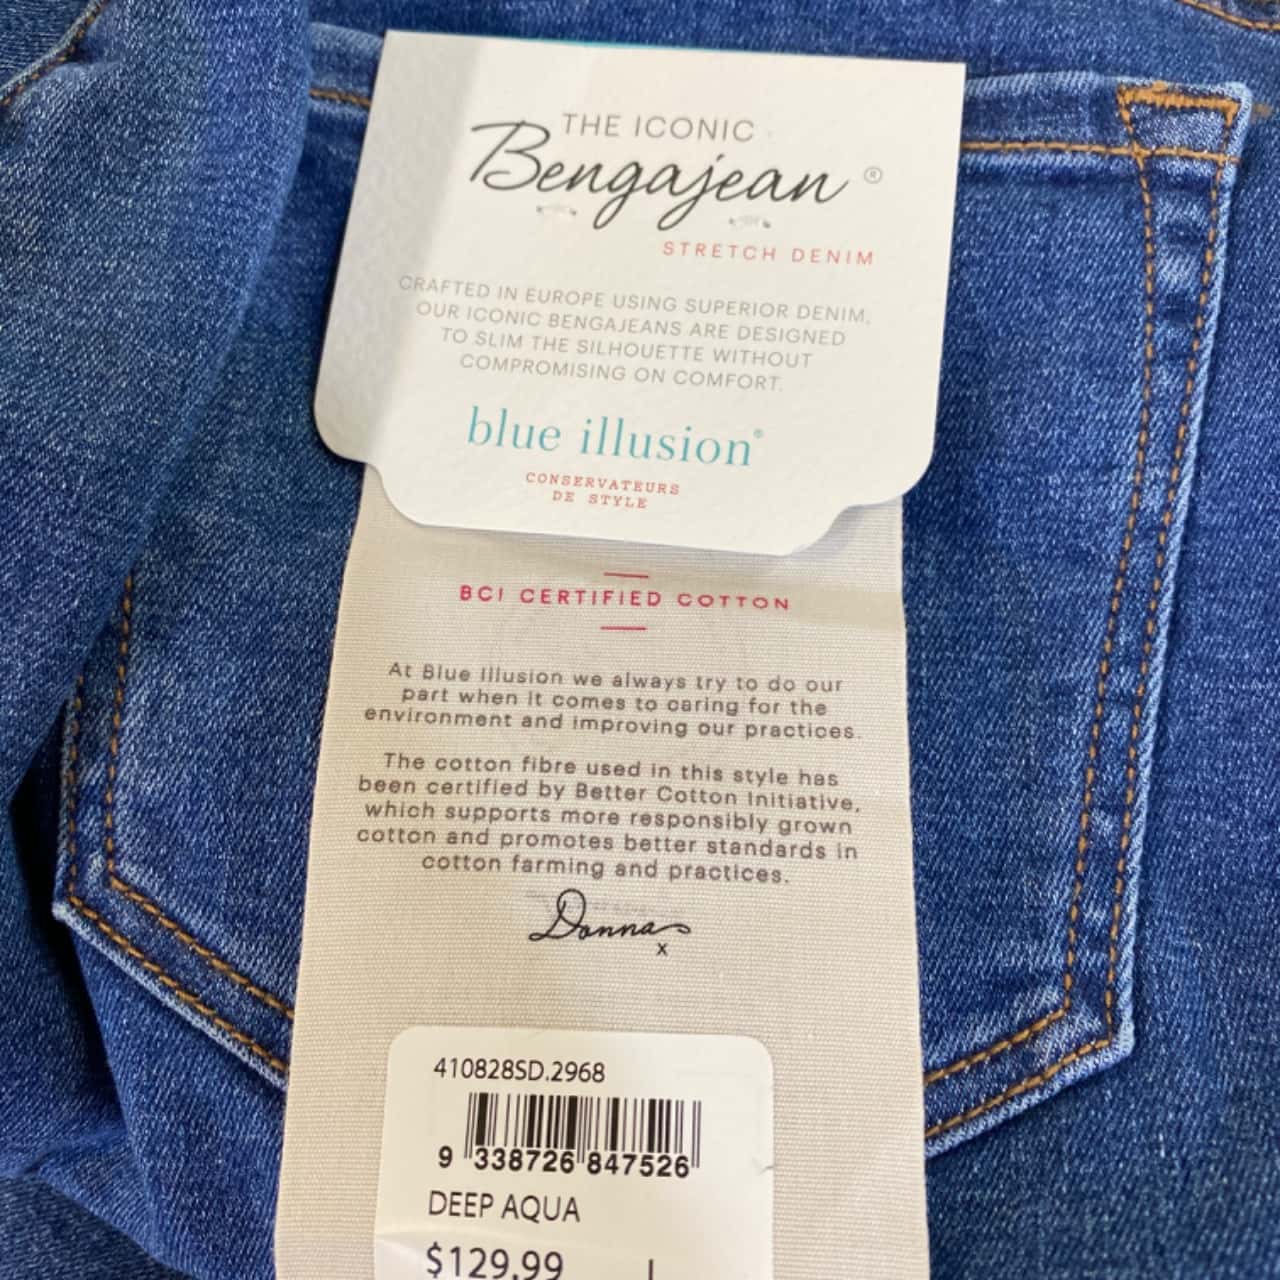 THE ICONIC
Bengajean ®
STRETCH DENIM
CRAFTED IN EUROPE USING SUPERIOR DENIM,
OUR ICONIC BENGAJEANS ARE DESIGNED
TO SLIM THE SILHOUETTE WITHOUT
COMPROMISING ON COMFORT.
blue illusion®
CONSERVATEURS
DE STYLE
BCI CERTIFIED COTTON
At Blue Illusion we always try to do our
part when it comes to caring for the
environment and improving our practices.
The cotton fibre used in this style has
been certified by Better Cotton Initiative,
which supports more responsibly grown
cotton and promotes better standards in
cotton farming and practices.
Donna
x
410828SD.2968
9 338726 847526
DEEP AQUA
$129.99